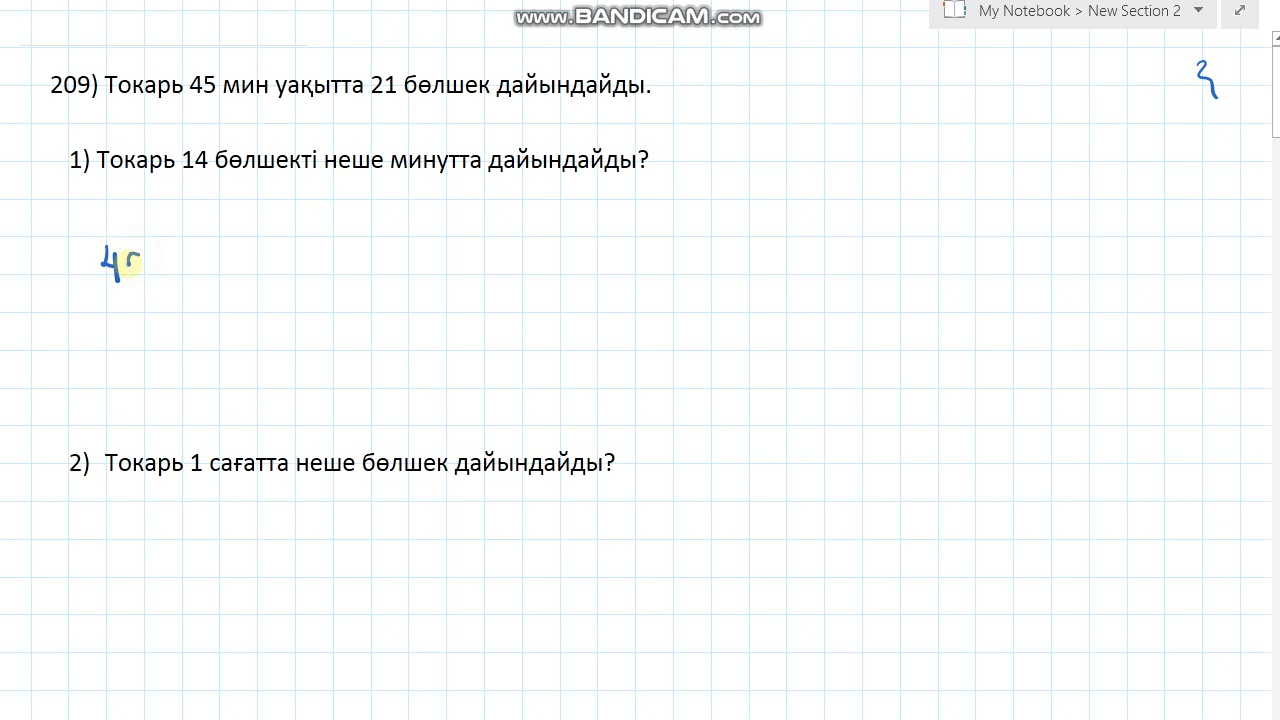 www.BANDICAM.com
My Notebook > New Section 2
209) Токарь 45 мин уақытта 21 бөлшек дайындайды.
1) Токарь 14 бөлшекті неше минутта дайындайды?
4
2) Токарь 1 сағатта неше бөлшек дайындайды?